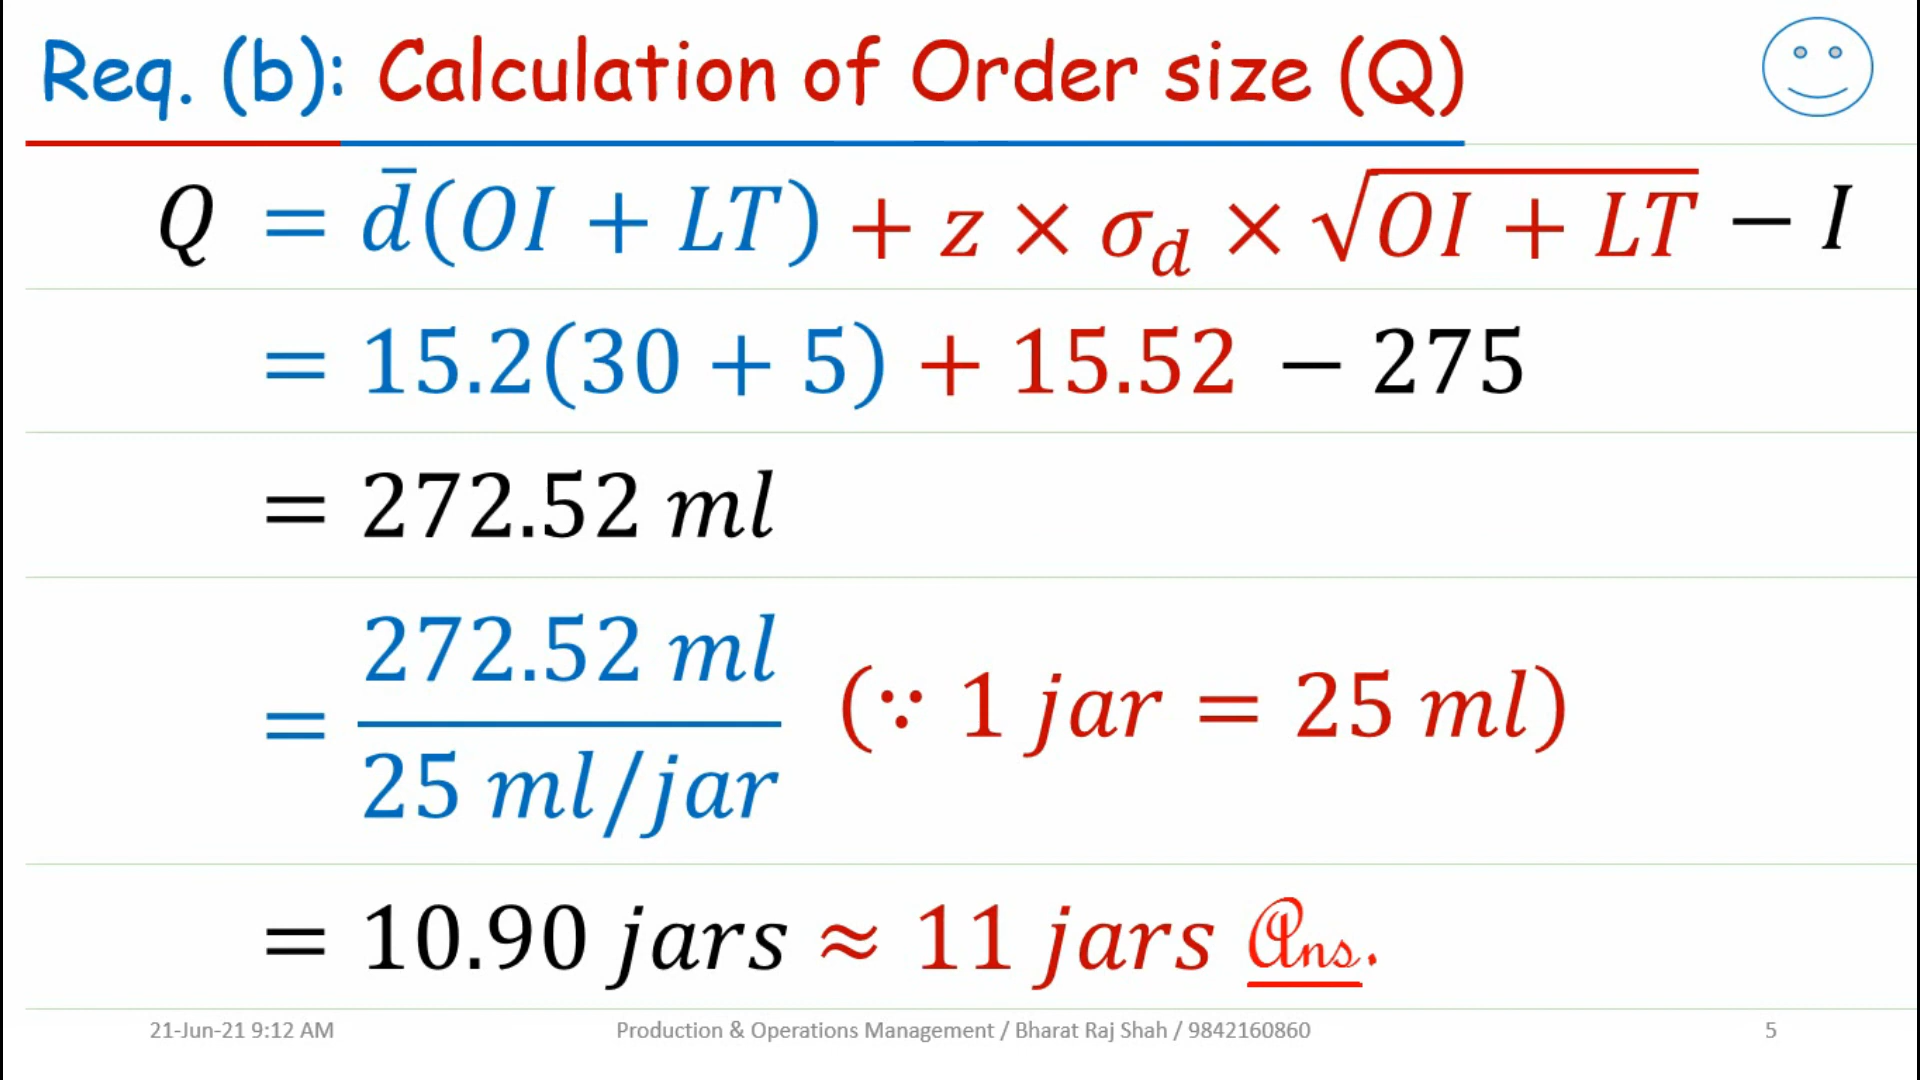 Req. (b): Calculation of Order size (Q)
Q = d̄(OI + LT) + z × σ_d × √(OI + LT) − I
= 15.2(30 + 5) + 15.52 − 275
= 272.52 ml
= 272.52 ml / 25 ml/jar (∵ 1 jar = 25 ml)
= 10.90 jars ≈ 11 jars Ans.
21-Jun-21 9:12 AM Production & Operations Management / Bharat Raj Shah / 9842160860 5